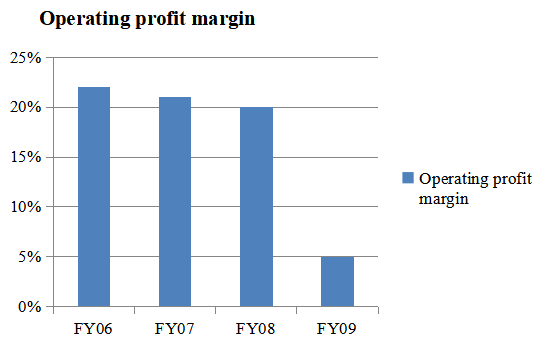 Operating profit margin
25%
20%
15%
10%
5%
0%
FY06
FY07
FY08
FY09
Operating profit
margin